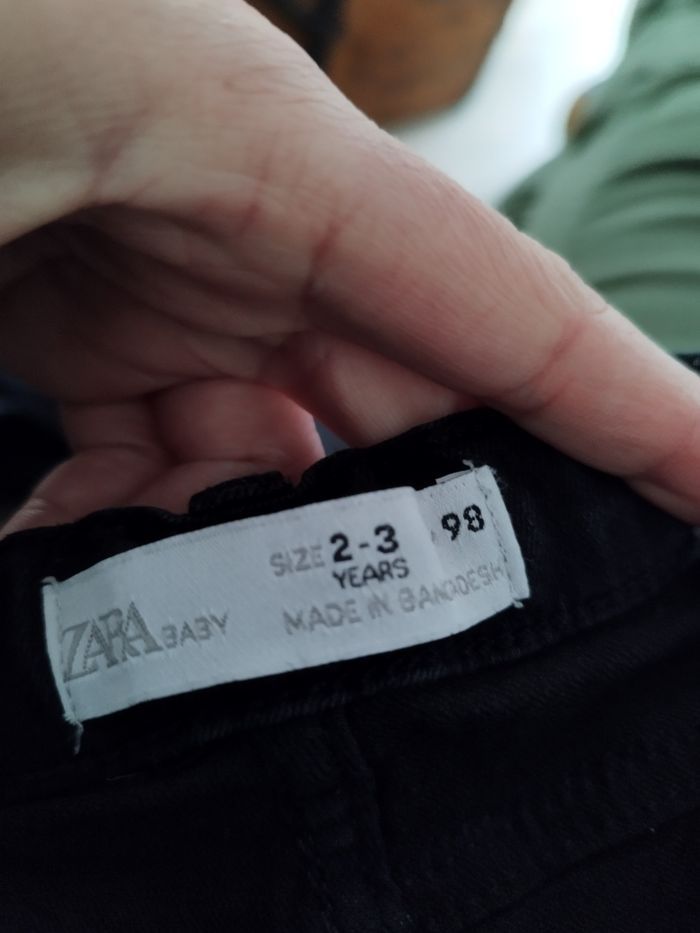 ZARA BABY
SIZE 2-3
YEARS
98
MADE IN BANGLADESH